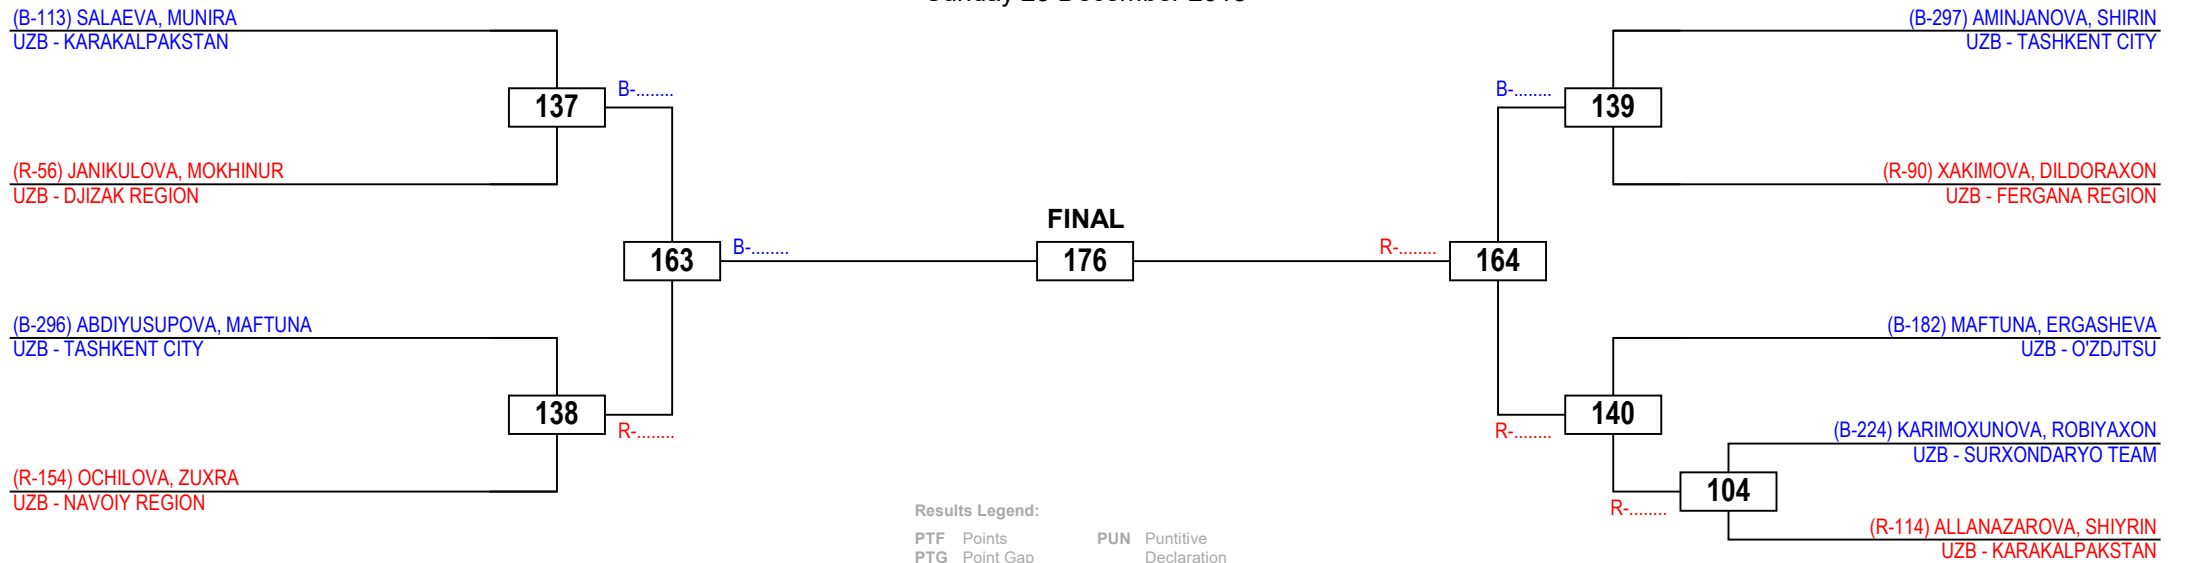 (B-113) SALAEVA, MUNIRA
UZB - KARAKALPAKSTAN
137
B-........
(R-56) JANIKULOVA, MOKHINUR
UZB - DJIZAK REGION
163
B-........
(B-296) ABDIYUSUPOVA, MAFTUNA
UZB - TASHKENT CITY
138
R-........
(R-154) OCHILOVA, ZUXRA
UZB - NAVOIY REGION
FINAL
176
(B-297) AMINJANOVA, SHIRIN
UZB - TASHKENT CITY
B-........
139
(R-90) XAKIMOVA, DILDORAXON
UZB - FERGANA REGION
R-........
164
(B-182) MAFTUNA, ERGASHEVA
UZB - O'ZDJTSU
R-........
140
(B-224) KARIMOXUNOVA, ROBIYAXON
UZB - SURXONDARYO TEAM
R-........
104
(R-114) ALLANAZAROVA, SHIYRIN
UZB - KARAKALPAKSTAN
Results Legend:
PTF Points PUN Puntitive
PTG Point Gap Declaration